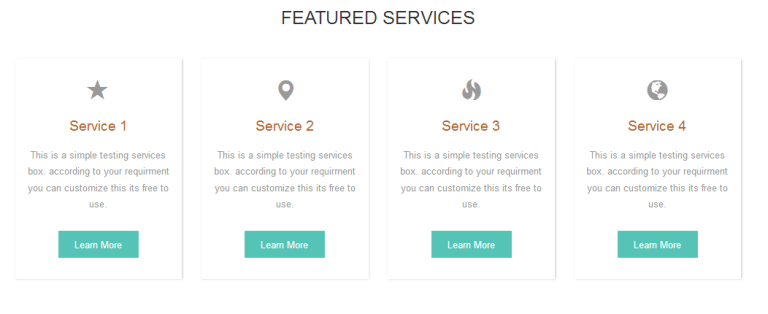 FEATURED SERVICES
Service 1
This is a simple testing services
box. according to your requirment
you can customize this its free to
use.
Learn More
Service 2
This is a simple testing services
box. according to your requirment
you can customize this its free to
use.
Learn More
Service 3
This is a simple testing services
box. according to your requirment
you can customize this its free to
use.
Learn More
Service 4
This is a simple testing services
box. according to your requirment
you can customize this its free to
use.
Learn More